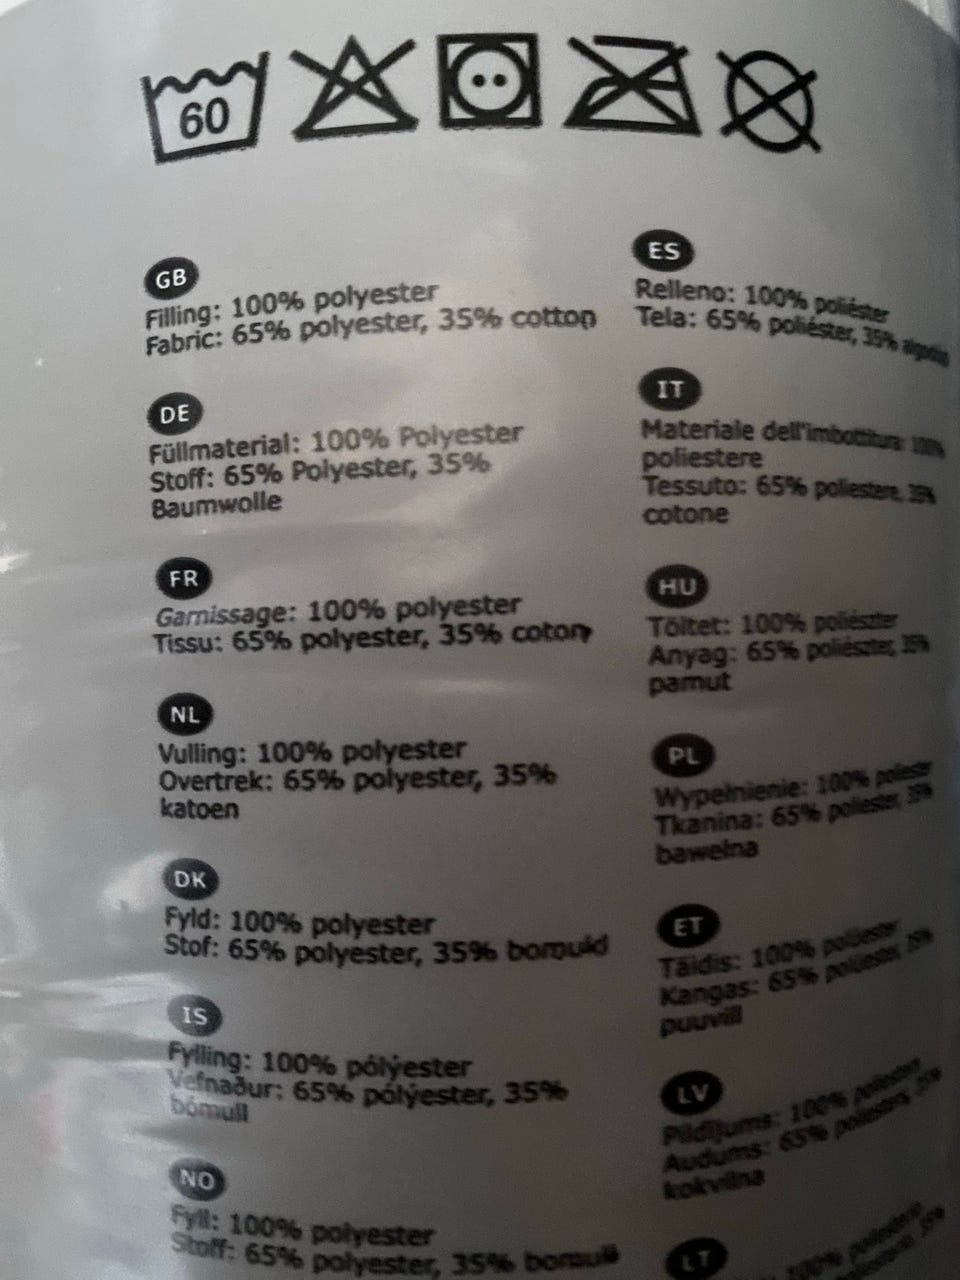 60
GB
Filling: 100% polyester
Fabric: 65% polyester, 35% cotton
DE
Füllmaterial: 100% Polyester
Stoff: 65% Polyester, 35%
Baumwolle
FR
Garnissage: 100% polyester
Tissu: 65% polyester, 35% coton
NL
Vulling: 100% polyester
Overtrek: 65% polyester, 35%
katoen
DK
Fyld: 100% polyester
Stof: 65% polyester, 35% bomuld
IS
Fylling: 100% pólýester
Vefnaður: 65% pólýester, 35%
bómull
NO
Fyll: 100% polyester
Stoff: 65% polyester, 35% bomull
ES
Relleno: 100% poliéster
Tela: 65% poliéster, 35% algodón
IT
Materiale dell'imbottitura: 100%
poliestere
Tessuto: 65% poliestere, 35%
cotone
HU
Töltet: 100% poliészter
Anyag: 65% poliészter, 35%
pamut
PL
Wypełnienie: 100% poliester
Tkanina: 65% poliester, 35%
bawełna
ET
Täidis: 100% polüester
Kangas: 65% polüester, 35%
puuvill
LV
Pildījums: 100% poliesters
Audums: 65% poliesters, 35%
kokvilna
LT
100%
35%